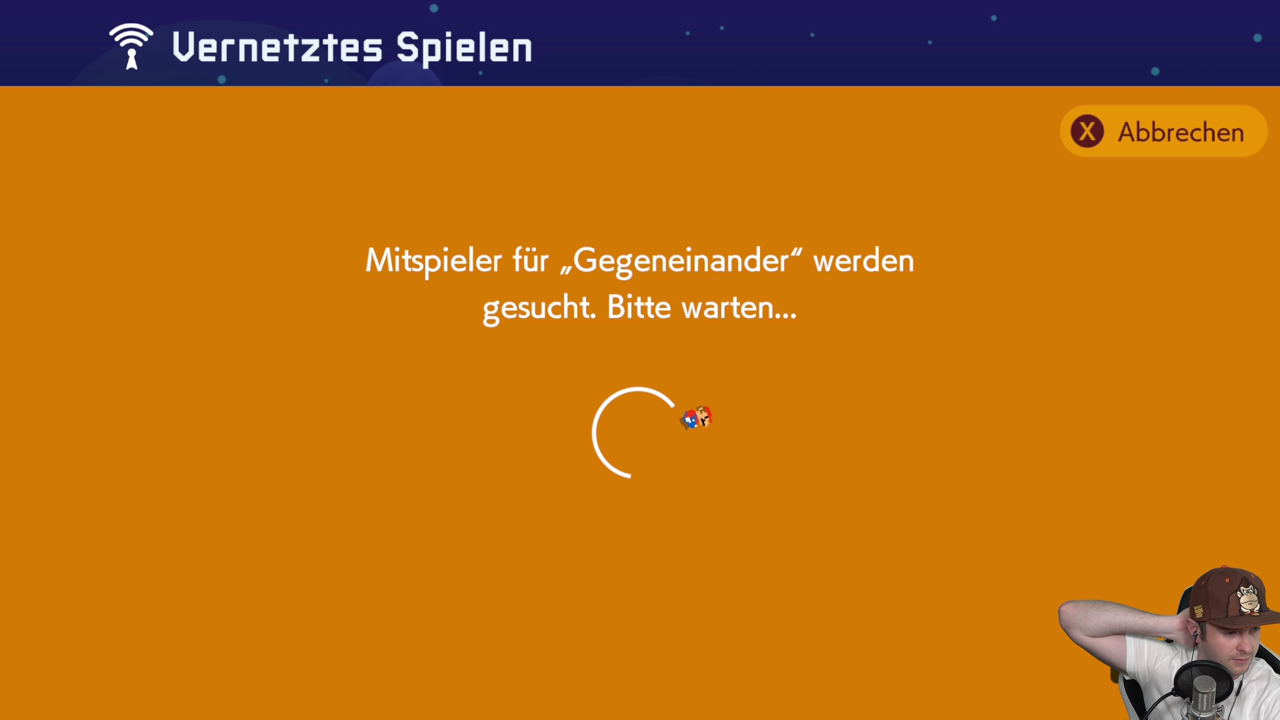 Vernetztes Spielen
X Abbrechen
Mitspieler für „Gegeneinander“ werden
gesucht. Bitte warten...